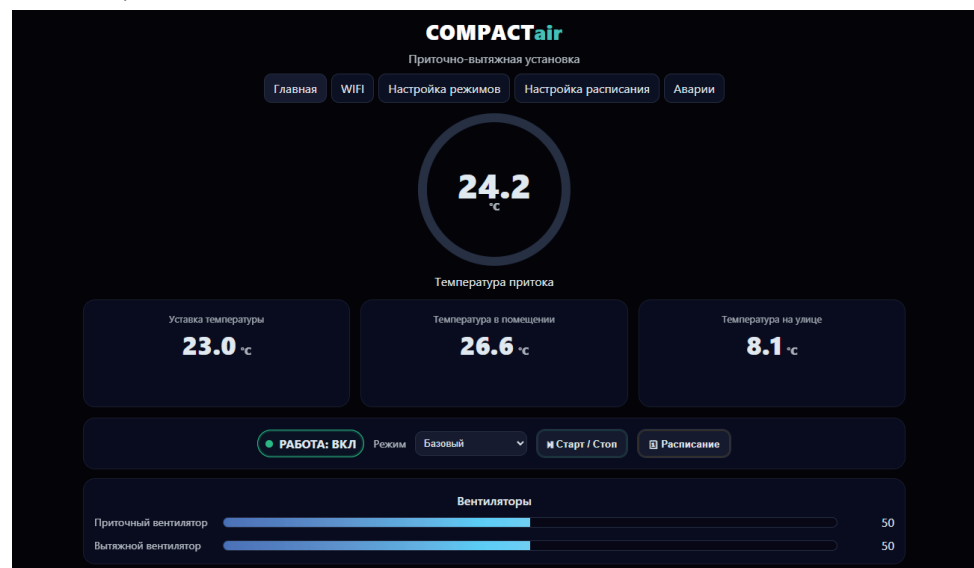 COMPACTair
Приточно-вытяжная установка
Главная WIFI Настройка режимов Настройка расписания Аварии
24.2
°C
Температура притока
Уставка температуры Температура в помещении Температура на улице
23.0 °C 26.6 °C 8.1 °C
РАБОТА: ВКЛ Режим Базовый Старт / Стоп Расписание
Вентиляторы
Приточный вентилятор 50
Вытяжной вентилятор 50